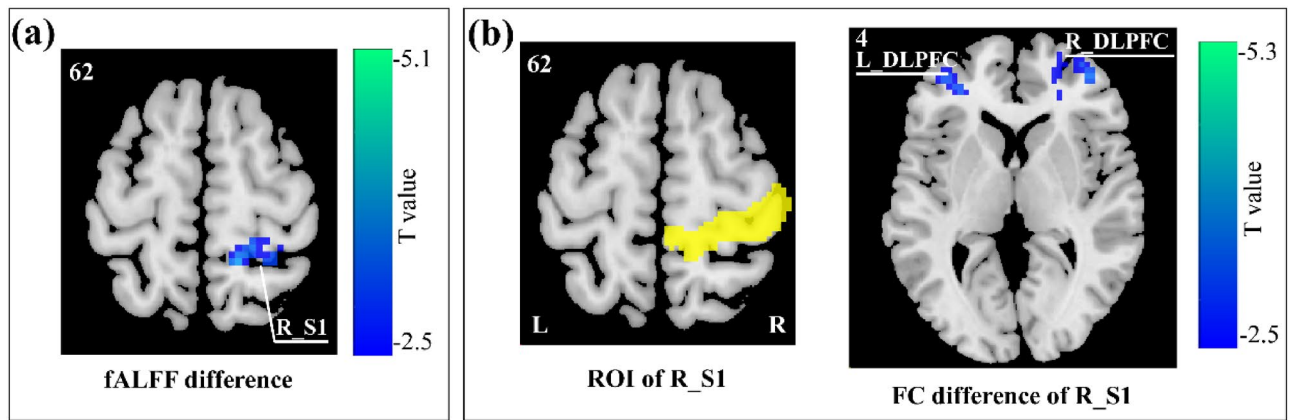 (a)
62
R_S1
-5.1
T value
-2.5
fALFF difference
(b)
62
L
R
ROI of R_S1
4
L_DLPFC
R_DLPFC
-5.3
T value
-2.5
FC difference of R_S1